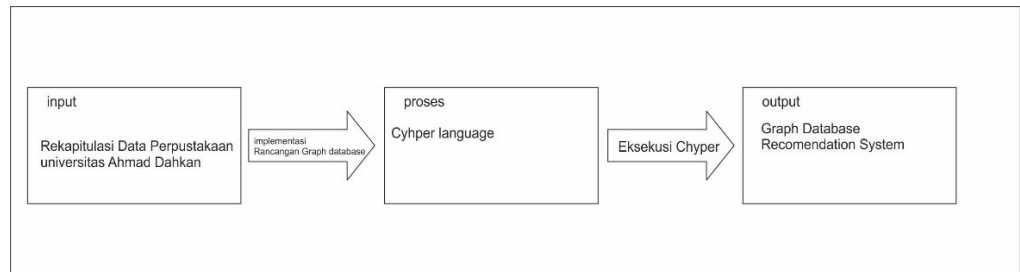 input
Rekapitulasi Data Perpustakaan
universitas Ahmad Dahkan
implementasi
Rancangan Graph database
proses
Cyhper language
Eksekusi Chyper
output
Graph Database
Recomendation System